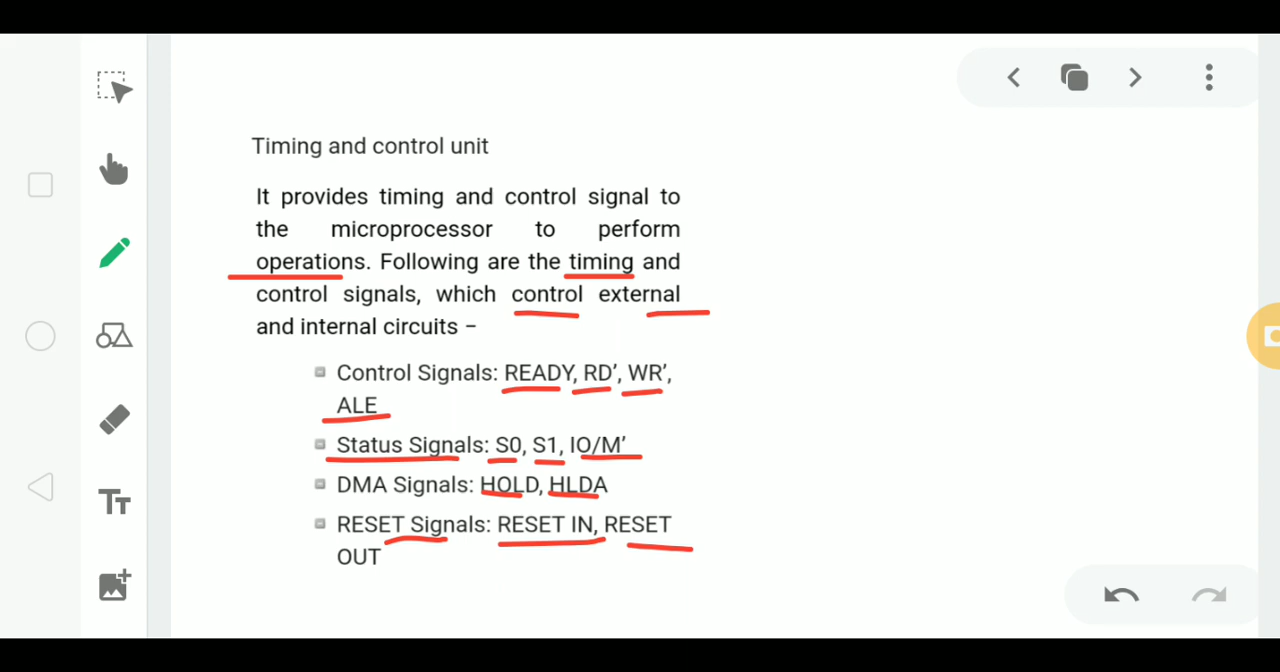 Timing and control unit
It provides timing and control signal to
the microprocessor to perform
operations. Following are the timing and
control signals, which control external
and internal circuits −
Control Signals: READY, RD’, WR’,
ALE
Status Signals: S0, S1, IO/M’
DMA Signals: HOLD, HLDA
RESET Signals: RESET IN, RESET
OUT
Tт